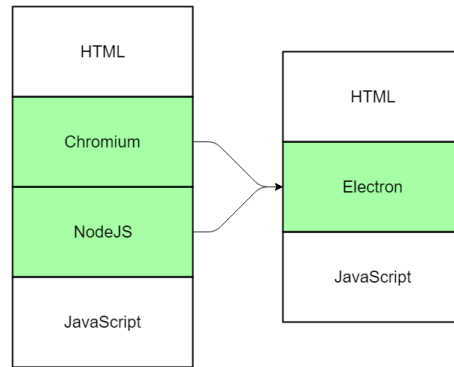 HTML
Chromium
NodeJS
JavaScript
HTML
Electron
JavaScript